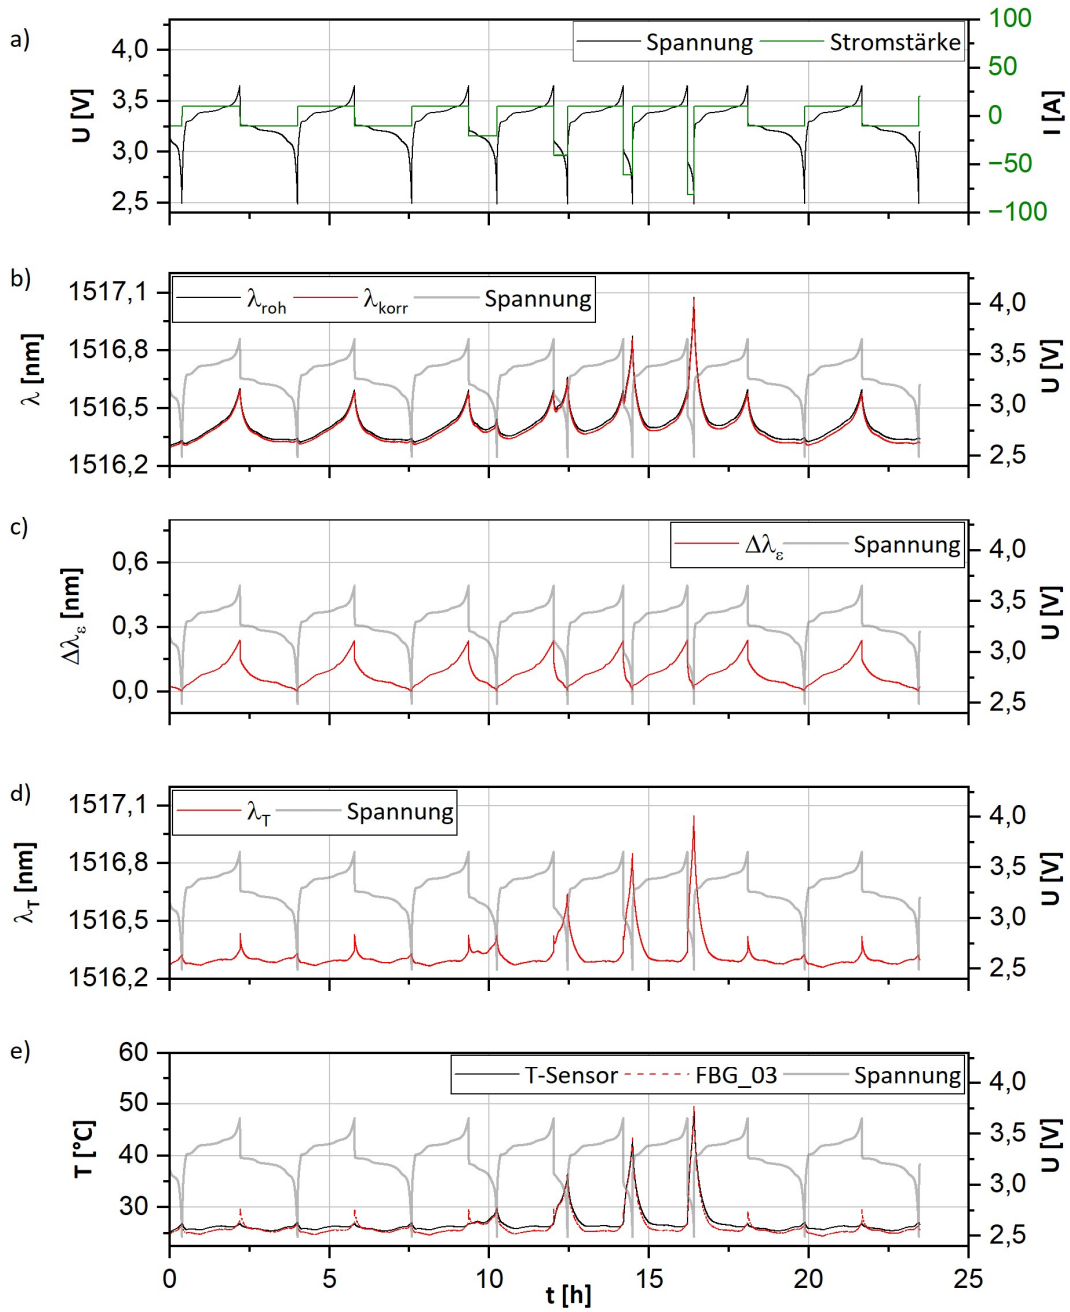 a)
Spannung Stromstärke
4,0
3,5
3,0
2,5
U [V]
100
50
0
−50
−100
I [A]
b)
λroh λkorr Spannung
1517,1
1516,8
1516,5
1516,2
λ [nm]
4,0
3,5
3,0
2,5
U [V]
c)
Δλε Spannung
0,6
0,3
0,0
Δλε [nm]
4,0
3,5
3,0
2,5
U [V]
d)
λT Spannung
1517,1
1516,8
1516,5
1516,2
λT [nm]
4,0
3,5
3,0
2,5
U [V]
e)
T-Sensor FBG_03 Spannung
60
50
40
30
T [°C]
4,0
3,5
3,0
2,5
U [V]
0 5 10 15 20 25
t [h]